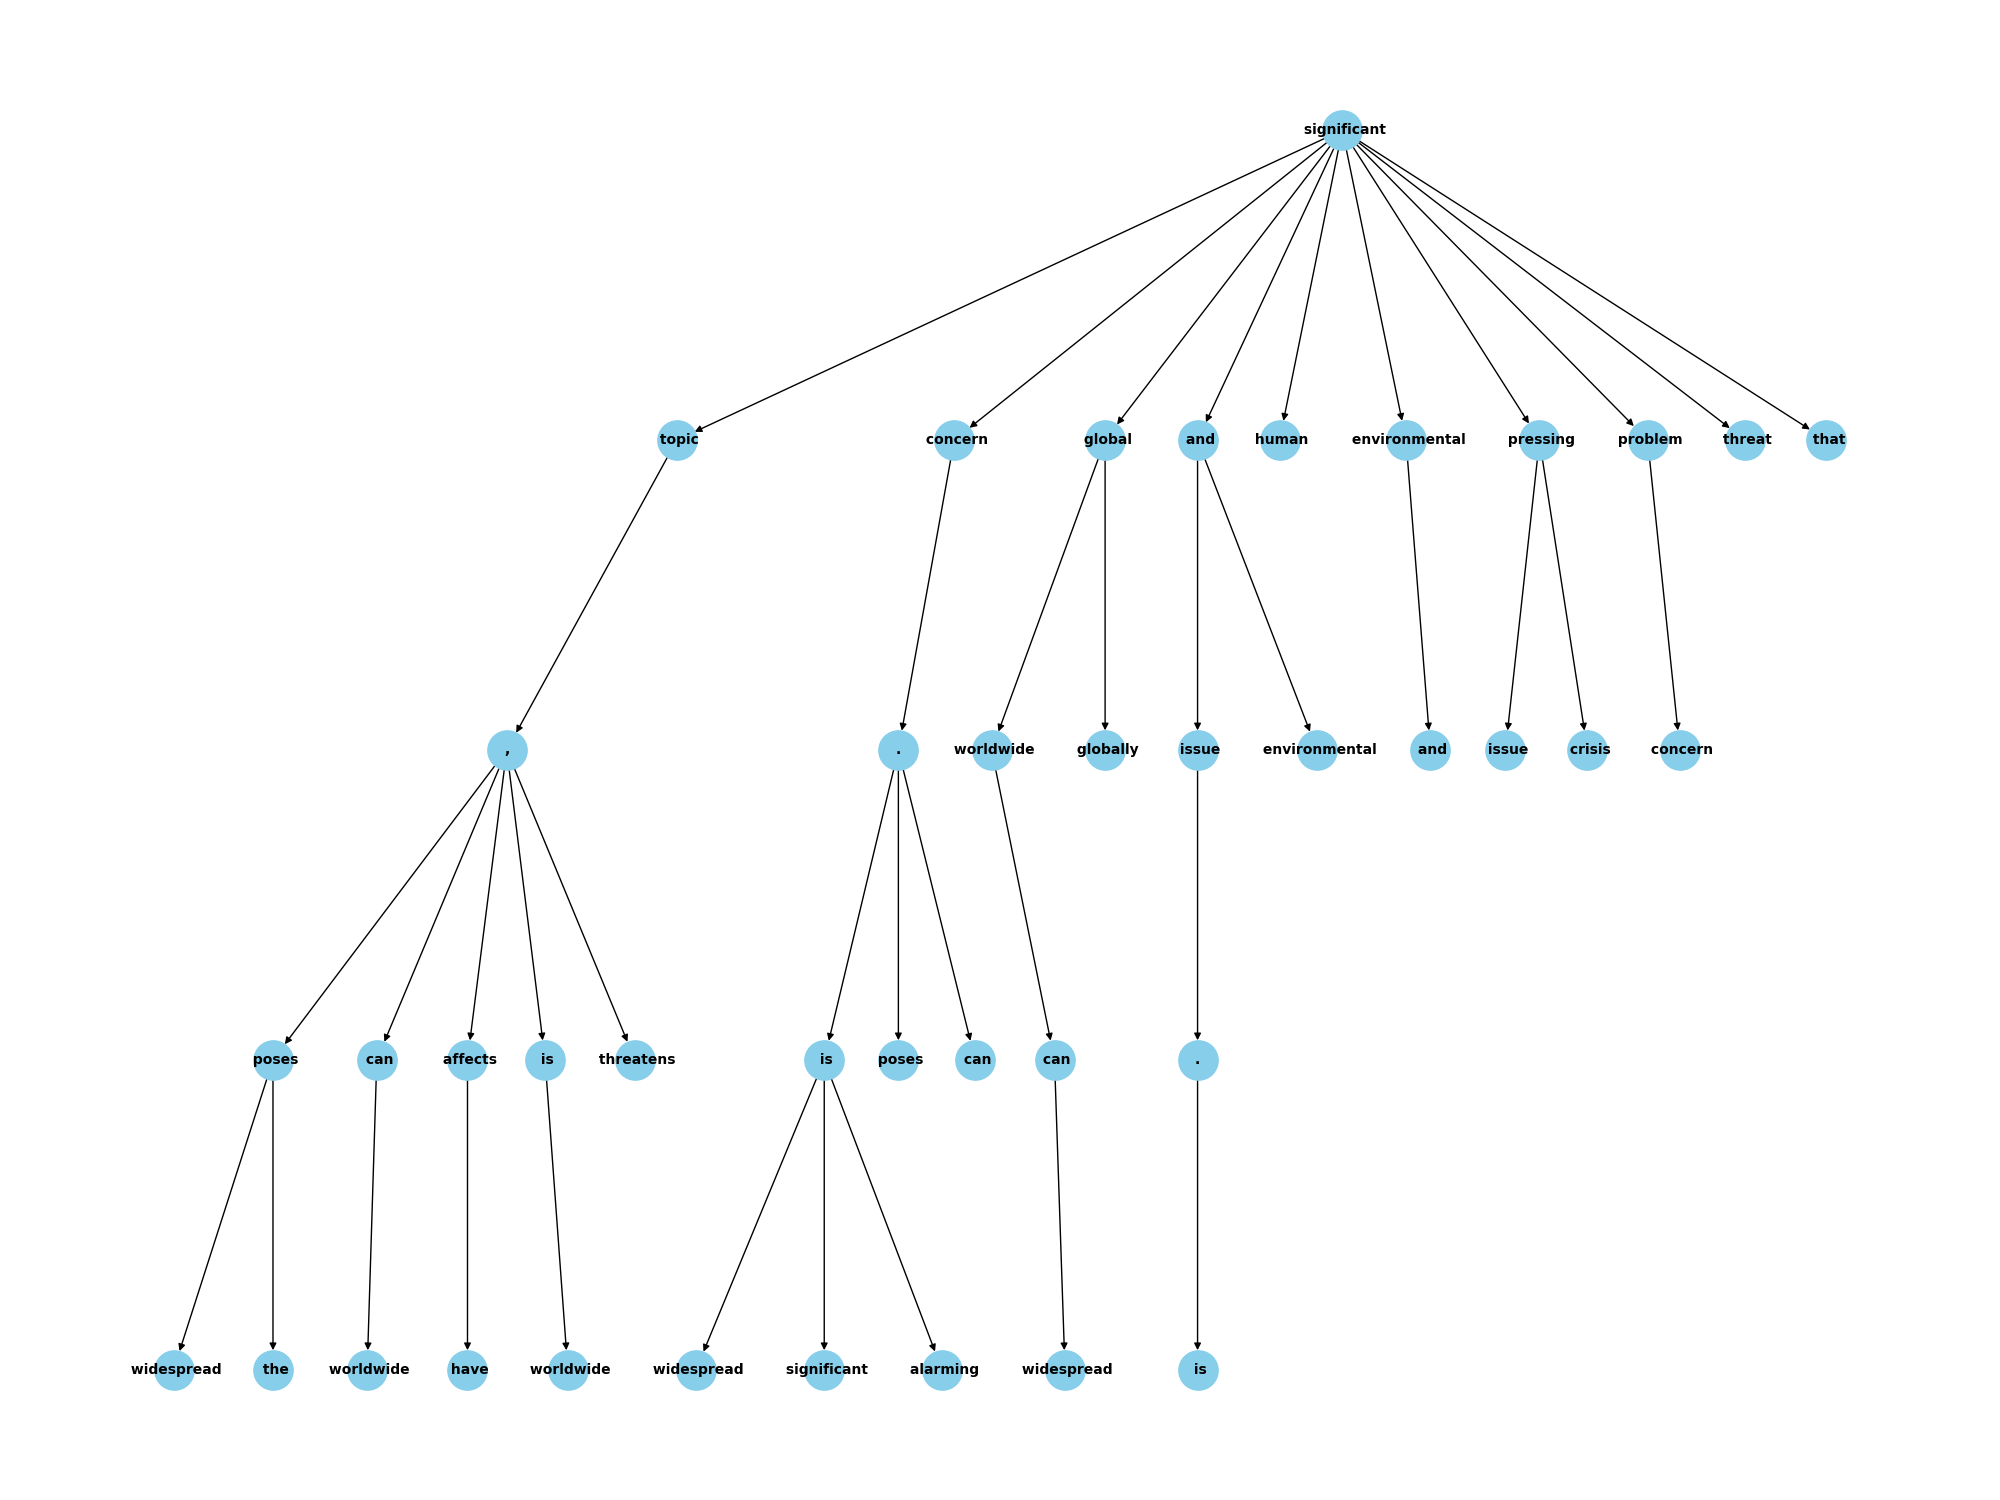 significant
topic concern global and human environmental pressing problem threat that
, . worldwide globally issue environmental and issue crisis concern
poses can affects is threatens is poses can can .
widespread the worldwide have worldwide widespread significant alarming widespread is